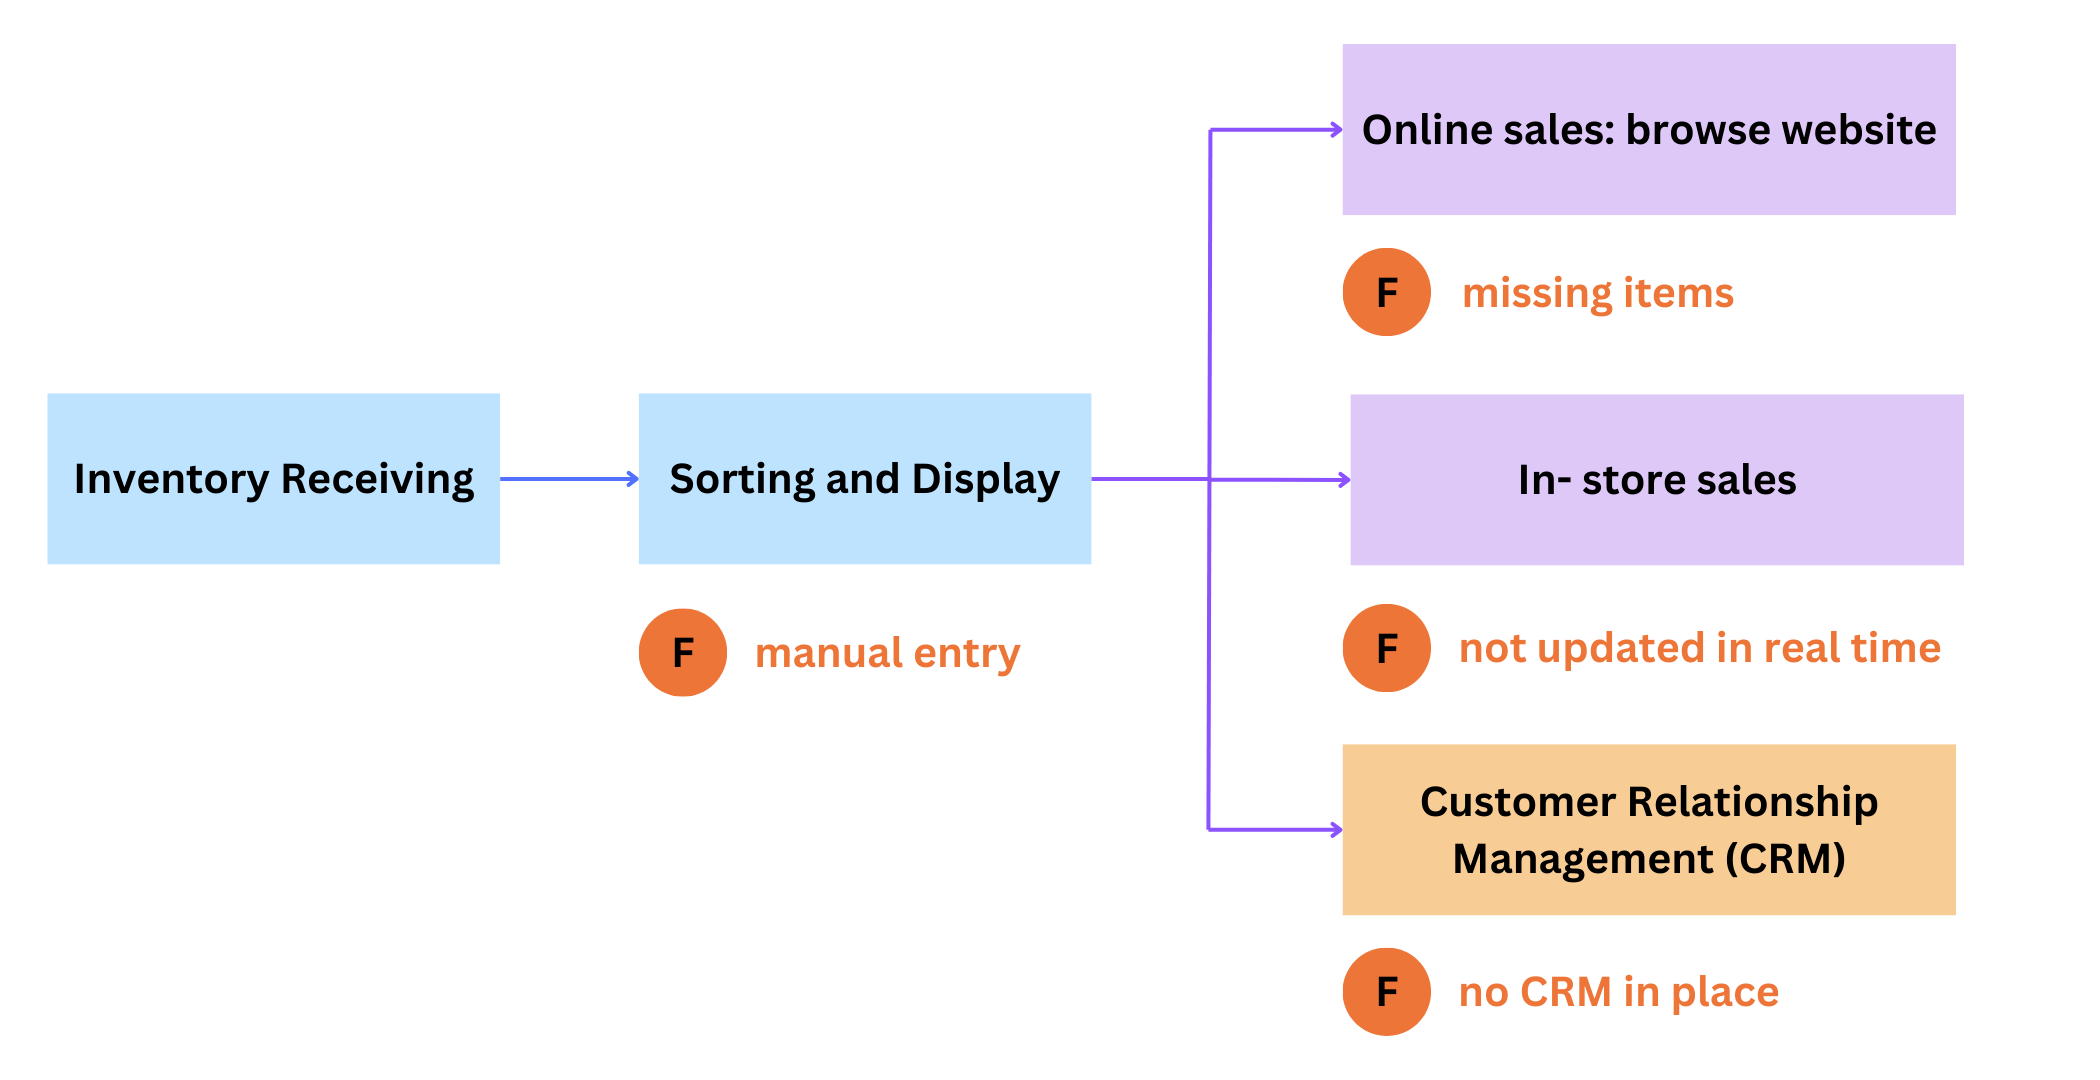 Online sales: browse website
F missing items
Inventory Receiving
Sorting and Display
In- store sales
F manual entry
F not updated in real time
Customer Relationship
Management (CRM)
F no CRM in place